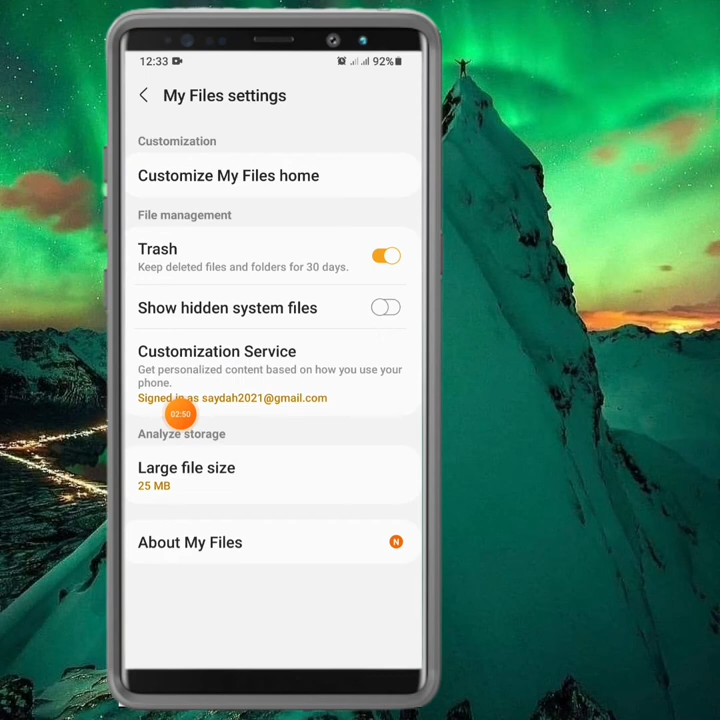 12:33
92%
My Files settings
Customization
Customize My Files home
File management
Trash
Keep deleted files and folders for 30 days.
Show hidden system files
Customization Service
Get personalized content based on how you use your
phone.
Signed in as saydah2021@gmail.com
02:50
Analyze storage
Large file size
25 MB
About My Files
N